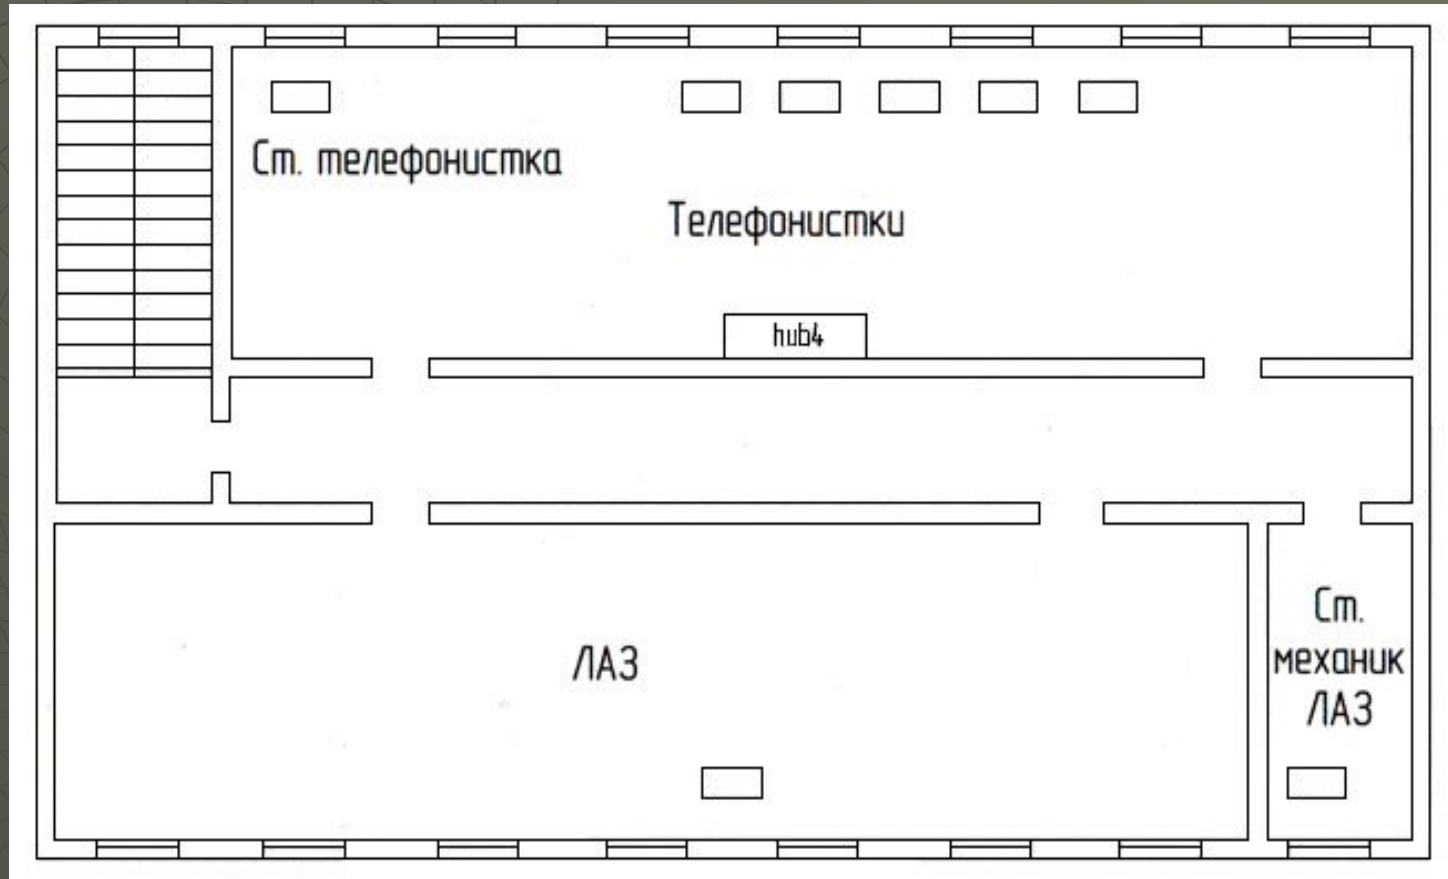 Ст. телефонистка
Телефонистки
hub4
ЛАЗ
Ст.
механик
ЛАЗ